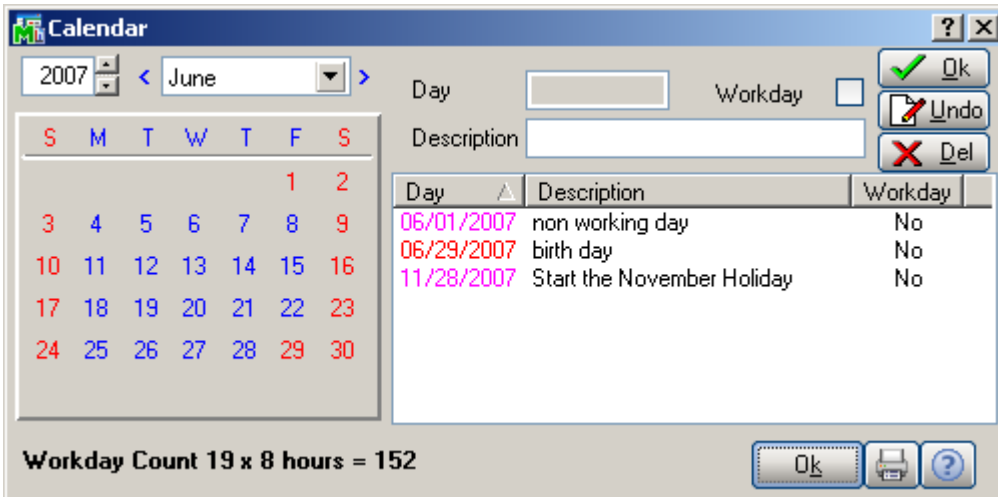 Calendar
2007 < June >
Day Workday
Description
Ok
Undo
Del
S M T W T F S
1 2
3 4 5 6 7 8 9
10 11 12 13 14 15 16
17 18 19 20 21 22 23
24 25 26 27 28 29 30
Day Description Workday
06/01/2007 non working day No
06/29/2007 birth day No
11/28/2007 Start the November Holiday No
Workday Count 19 x 8 hours = 152
Ok